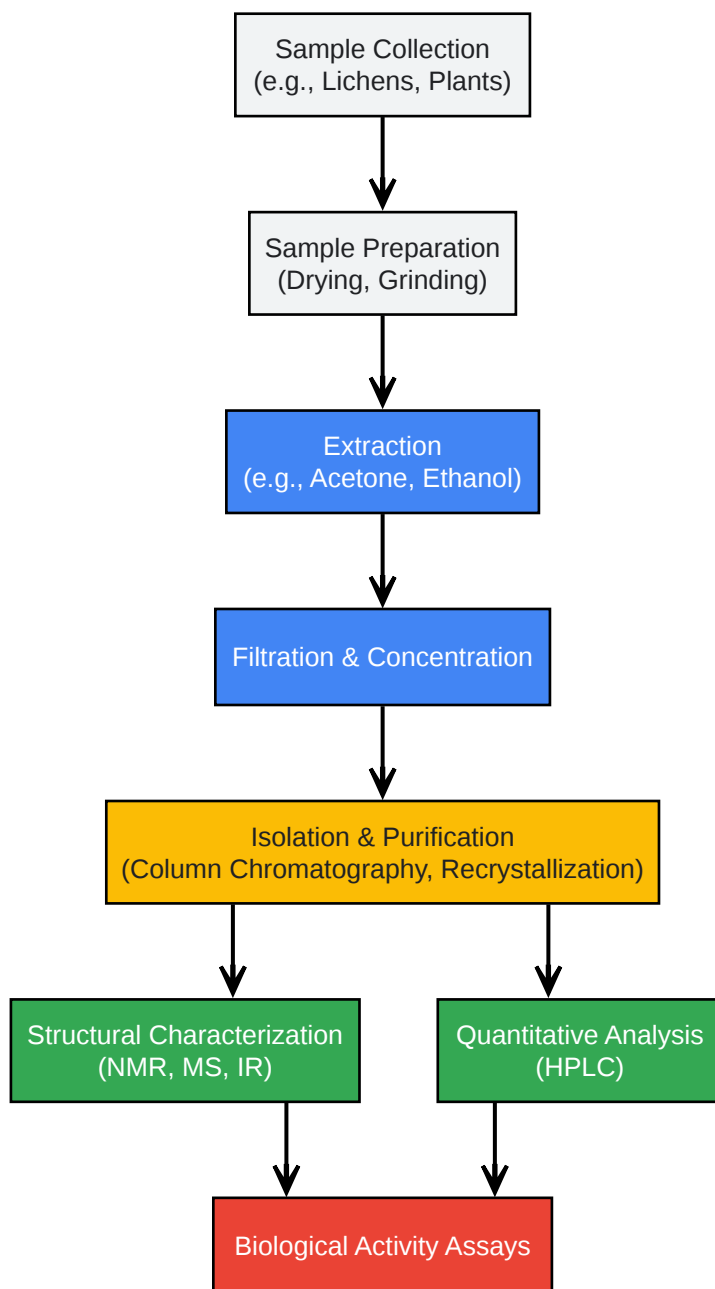 Sample Collection
(e.g., Lichens, Plants)
Sample Preparation
(Drying, Grinding)
Extraction
(e.g., Acetone, Ethanol)
Filtration & Concentration
Isolation & Purification
(Column Chromatography, Recrystallization)
Structural Characterization
(NMR, MS, IR)
Quantitative Analysis
(HPLC)
Biological Activity Assays